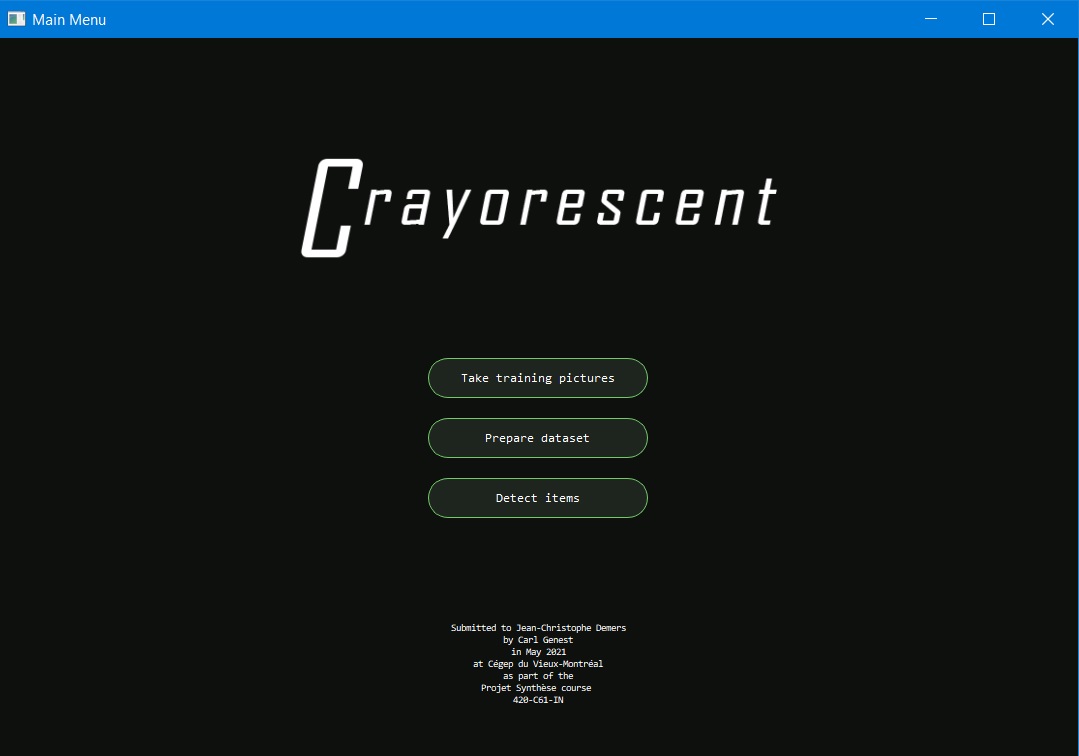 Main Menu
Crayorescent
Take training pictures
Prepare dataset
Detect items
Submitted to Jean-Christophe Demers
by Carl Genest
in May 2021
at Cégep du Vieux-Montréal
as part of the
Projet Synthèse course
420-C61-IN